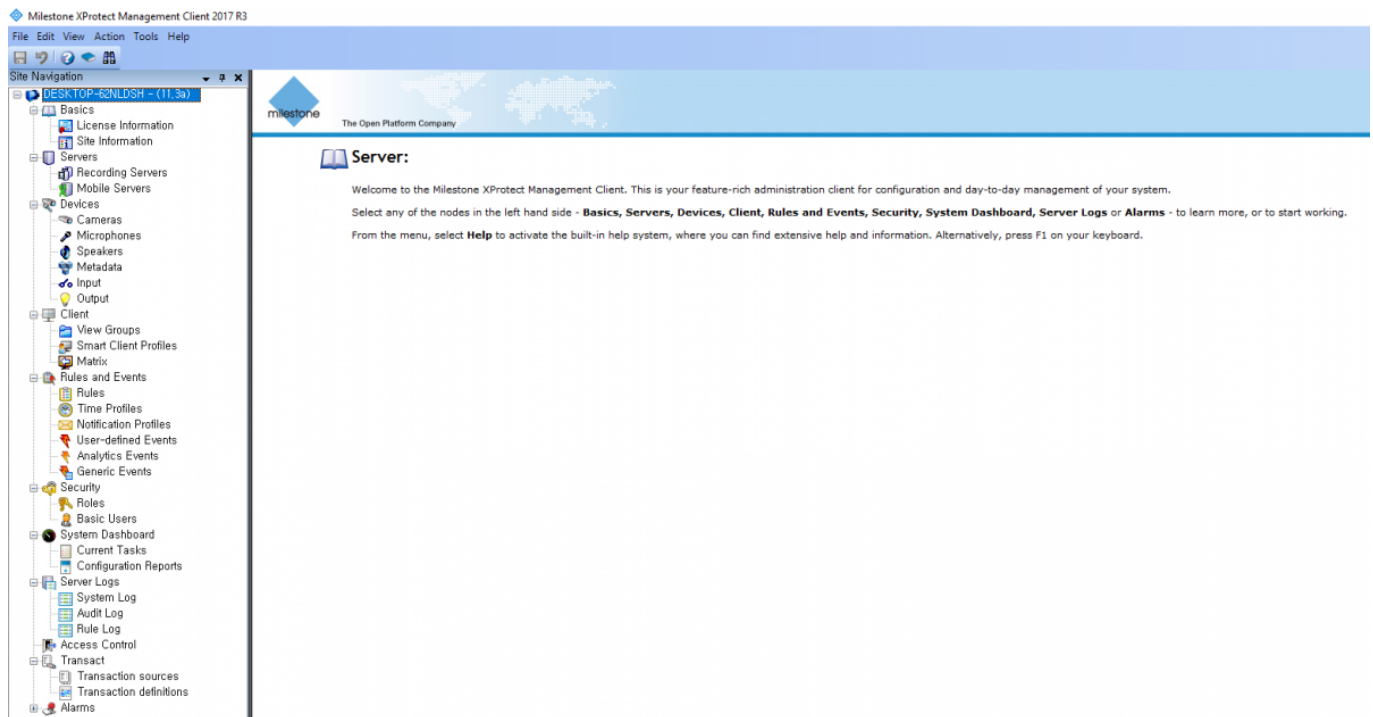 Milestone XProtect Management Client 2017 R3
File Edit View Action Tools Help
Site Navigation
DESKTOP-62NLDSH - (11.3a)
Basics
License Information
Site Information
Servers
Recording Servers
Mobile Servers
Devices
Cameras
Microphones
Speakers
Metadata
Input
Output
Client
View Groups
Smart Client Profiles
Matrix
Rules and Events
Rules
Time Profiles
Notification Profiles
User-defined Events
Analytics Events
Generic Events
Security
Roles
Basic Users
System Dashboard
Current Tasks
Configuration Reports
Server Logs
System Log
Audit Log
Rule Log
Access Control
Transact
Transaction sources
Transaction definitions
Alarms
milestone
The Open Platform Company
Server:
Welcome to the Milestone XProtect Management Client. This is your feature-rich administration client for configuration and day-to-day management of your system.
Select any of the nodes in the left hand side - Basics, Servers, Devices, Client, Rules and Events, Security, System Dashboard, Server Logs or Alarms - to learn more, or to start working.
From the menu, select Help to activate the built-in help system, where you can find extensive help and information. Alternatively, press F1 on your keyboard.